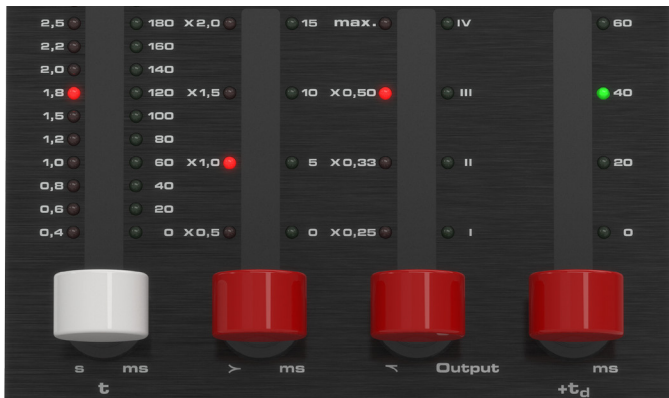 2,5 180 X2,0 15 max. IV 60
2,2 160
2,0 140
1,8 120 X1,5 10 X0,50 III 40
1,5 100
1,2 80
1,0 60 X1,0 5 X0,33 II 20
0,8 40
0,6 20
0,4 0 X0,5 0 X0,25 I 0
s ms ms Output ms
t +td